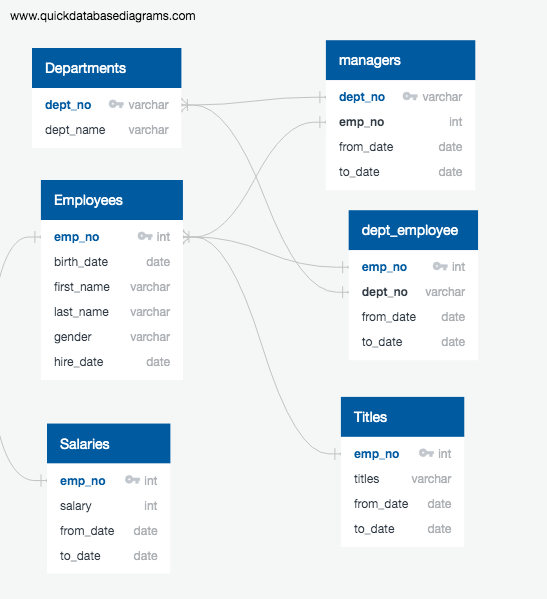 www.quickdatabasediagrams.com
Departments
dept_no varchar
dept_name varchar
managers
dept_no varchar
emp_no int
from_date date
to_date date
Employees
emp_no int
birth_date date
first_name varchar
last_name varchar
gender varchar
hire_date date
dept_employee
emp_no int
dept_no varchar
from_date date
to_date date
Salaries
emp_no int
salary int
from_date date
to_date date
Titles
emp_no int
titles varchar
from_date date
to_date date